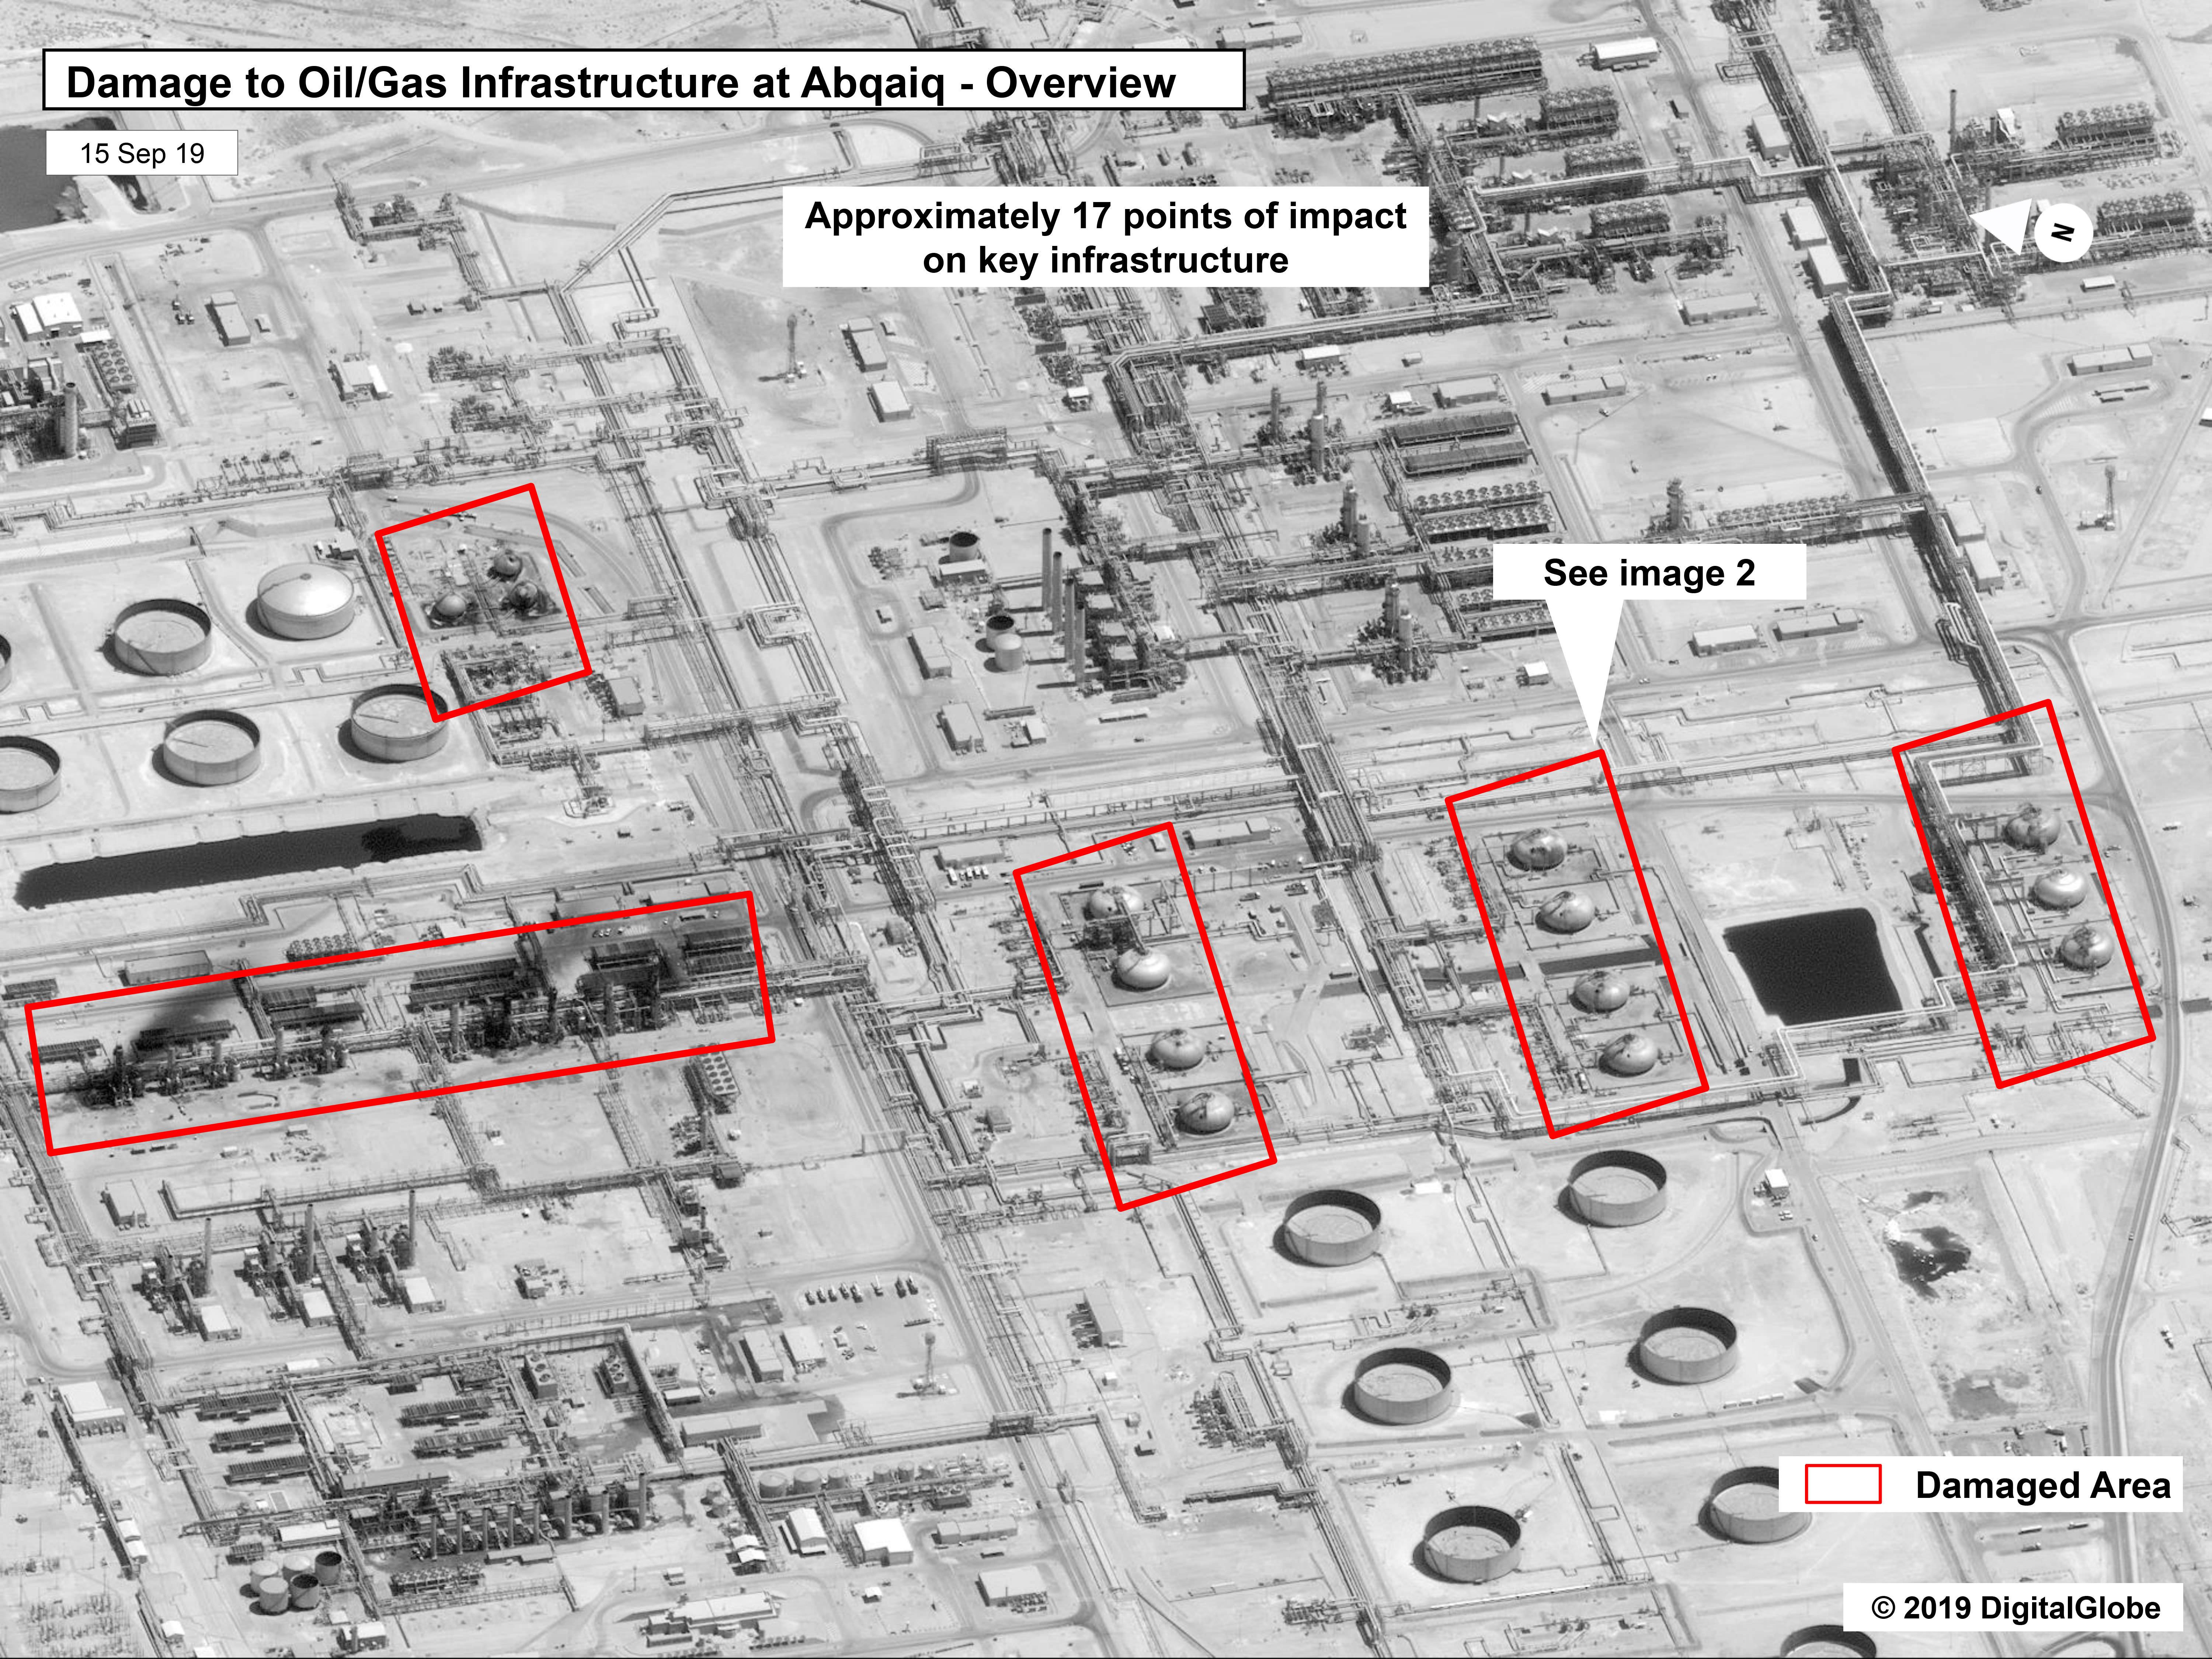 Damage to Oil/Gas Infrastructure at Abqaiq - Overview
15 Sep 19
Approximately 17 points of impact
on key infrastructure
N
See image 2
Damaged Area
© 2019 DigitalGlobe